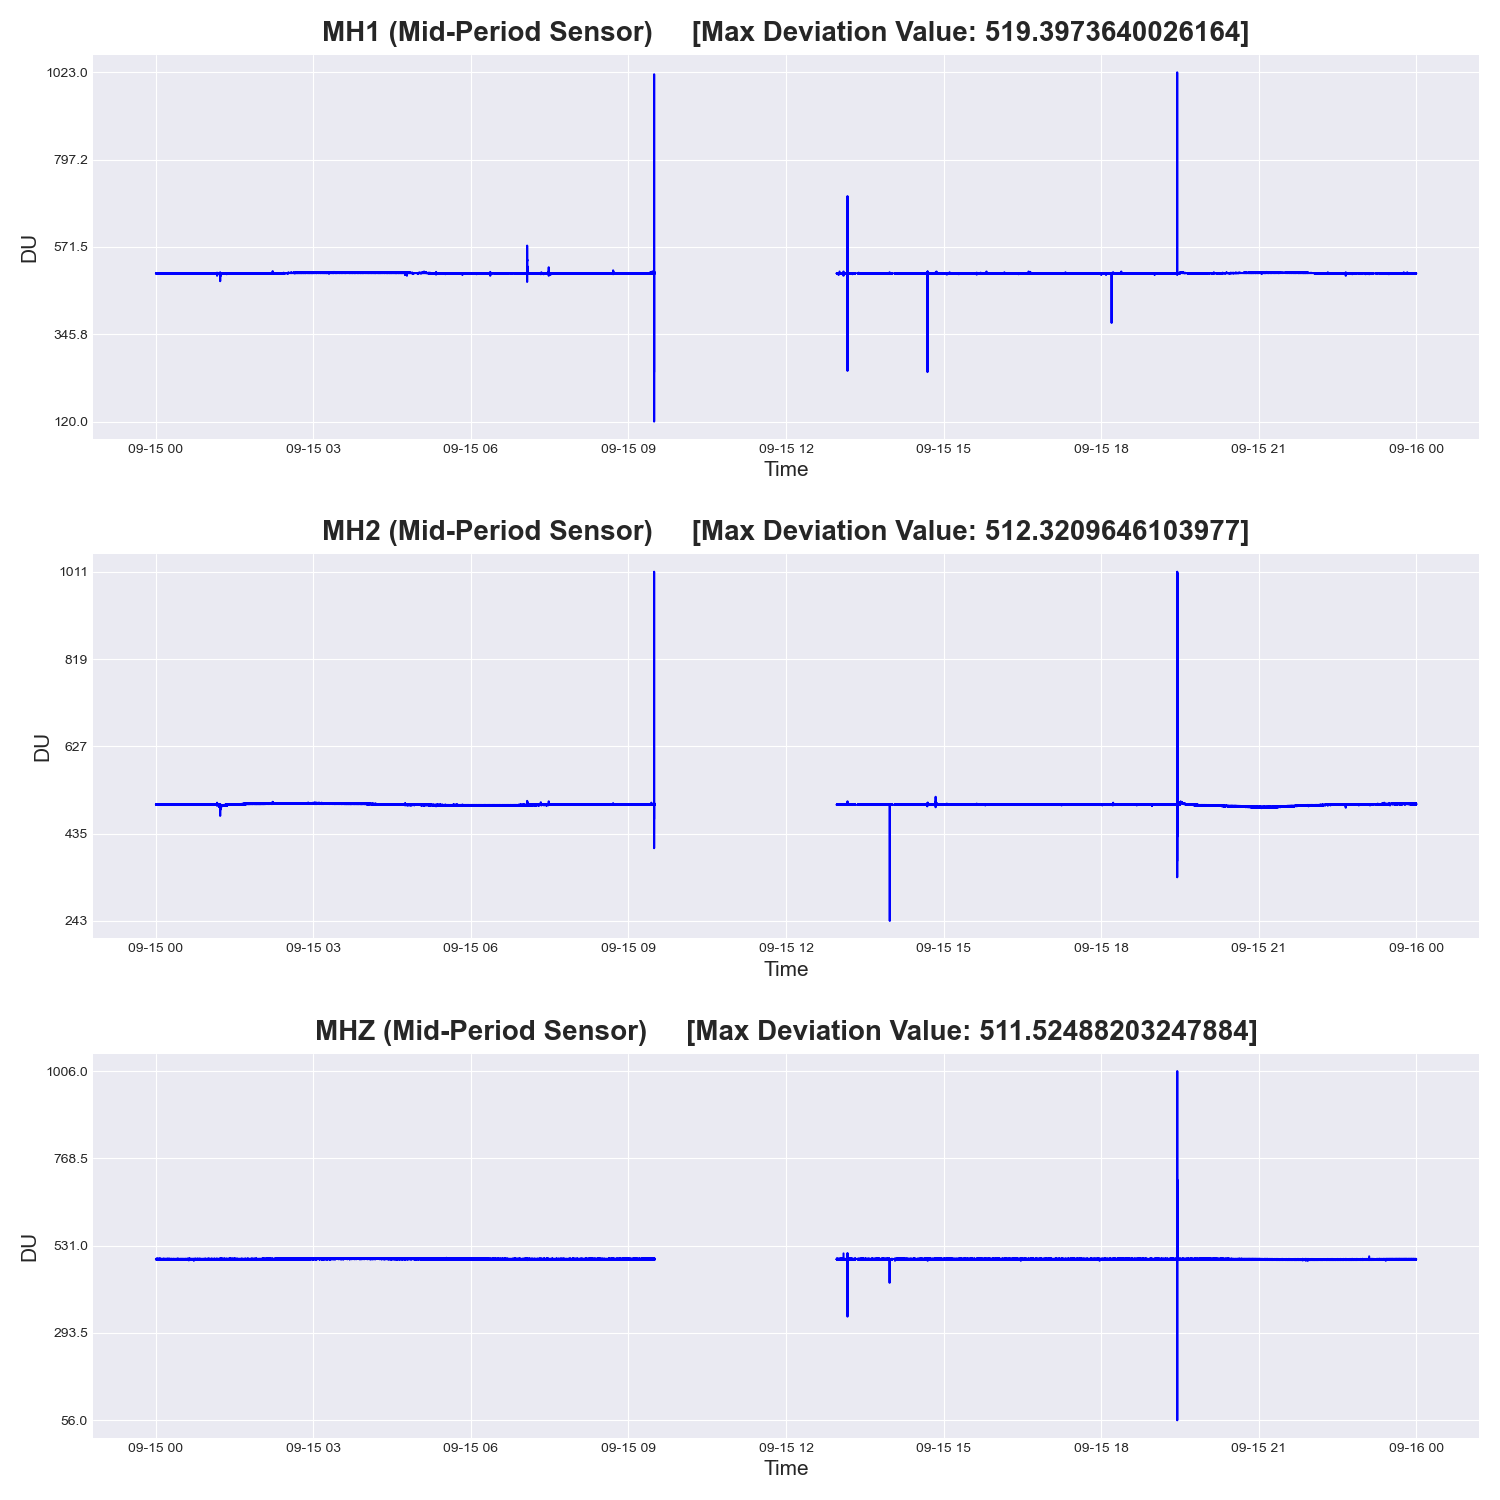 MH1 (Mid-Period Sensor) [Max Deviation Value: 519.3973640026164]
1023.0
797.2
571.5
345.8
120.0
DU
09-15 00 09-15 03 09-15 06 09-15 09 09-15 12 09-15 15 09-15 18 09-15 21 09-16 00
Time
MH2 (Mid-Period Sensor) [Max Deviation Value: 512.3209646103977]
1011
819
627
435
243
DU
09-15 00 09-15 03 09-15 06 09-15 09 09-15 12 09-15 15 09-15 18 09-15 21 09-16 00
Time
MHZ (Mid-Period Sensor) [Max Deviation Value: 511.52488203247884]
1006.0
768.5
531.0
293.5
56.0
DU
09-15 00 09-15 03 09-15 06 09-15 09 09-15 12 09-15 15 09-15 18 09-15 21 09-16 00
Time